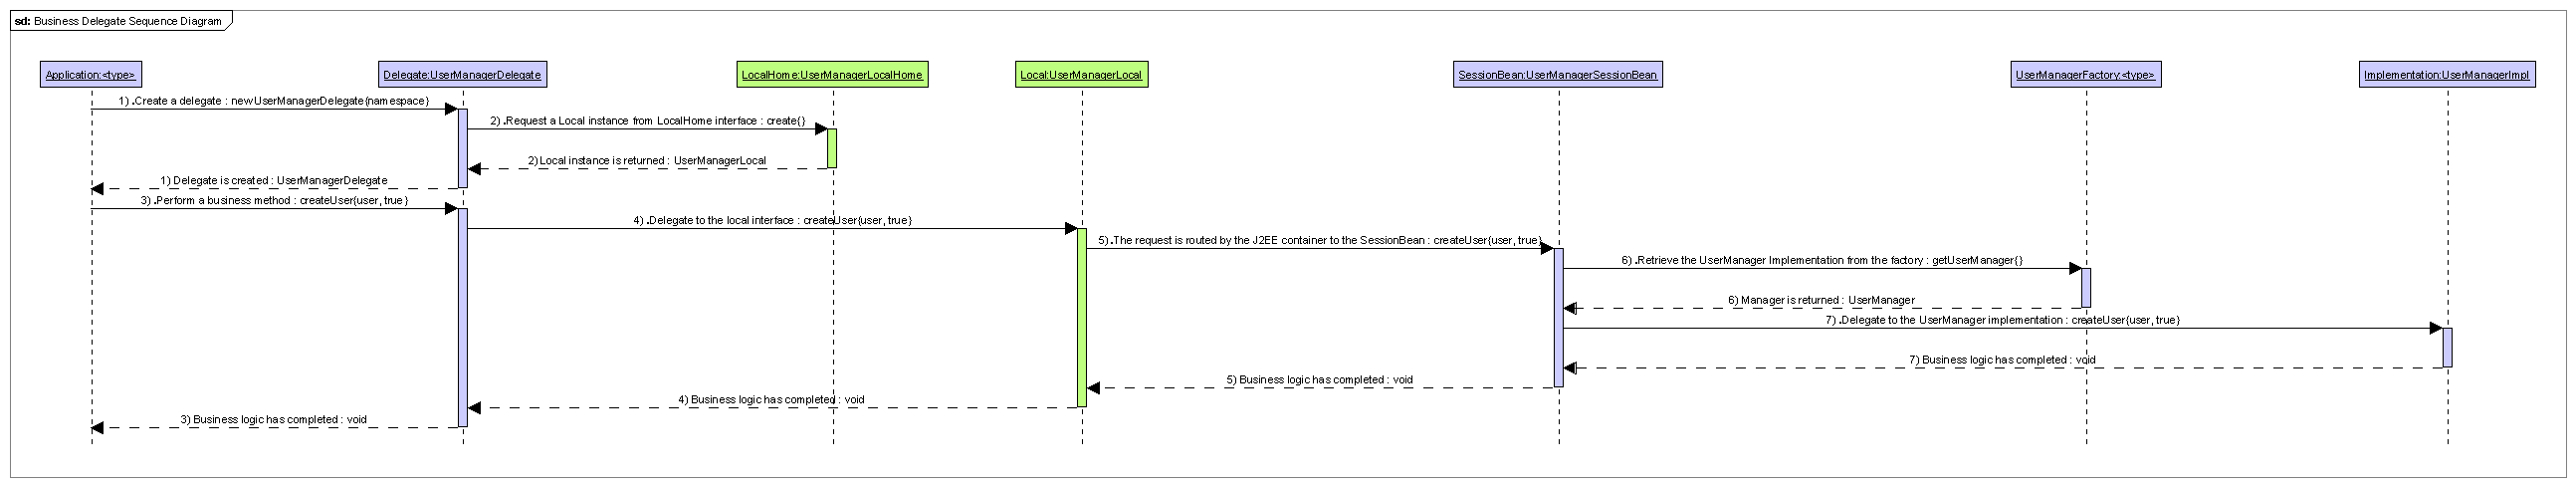 sd: Business Delegate Sequence Diagram
Application:<type>
Delegate:UserManagerDelegate
LocalHome:UserManagerLocalHome
Local:UserManagerLocal
SessionBean:UserManagerSessionBean
UserManagerFactory:<type>
Implementation:UserManagerImpl
1) .Create a delegate : new UserManagerDelegate(namespace)
2) .Request a Local instance from LocalHome interface : create()
2) Local instance is returned : UserManagerLocal
1) Delegate is created : UserManagerDelegate
3) .Perform a business method : createUser(user, true)
4) .Delegate to the local interface : createUser(user, true)
5) .The request is routed by the J2EE container to the SessionBean : createUser(user, true)
6) .Retrieve the UserManager Implementation from the factory : getUserManager()
6) Manager is returned : UserManager
7) .Delegate to the UserManager implementation : createUser(user, true)
7) Business logic has completed : void
5) Business logic has completed : void
4) Business logic has completed : void
3) Business logic has completed : void